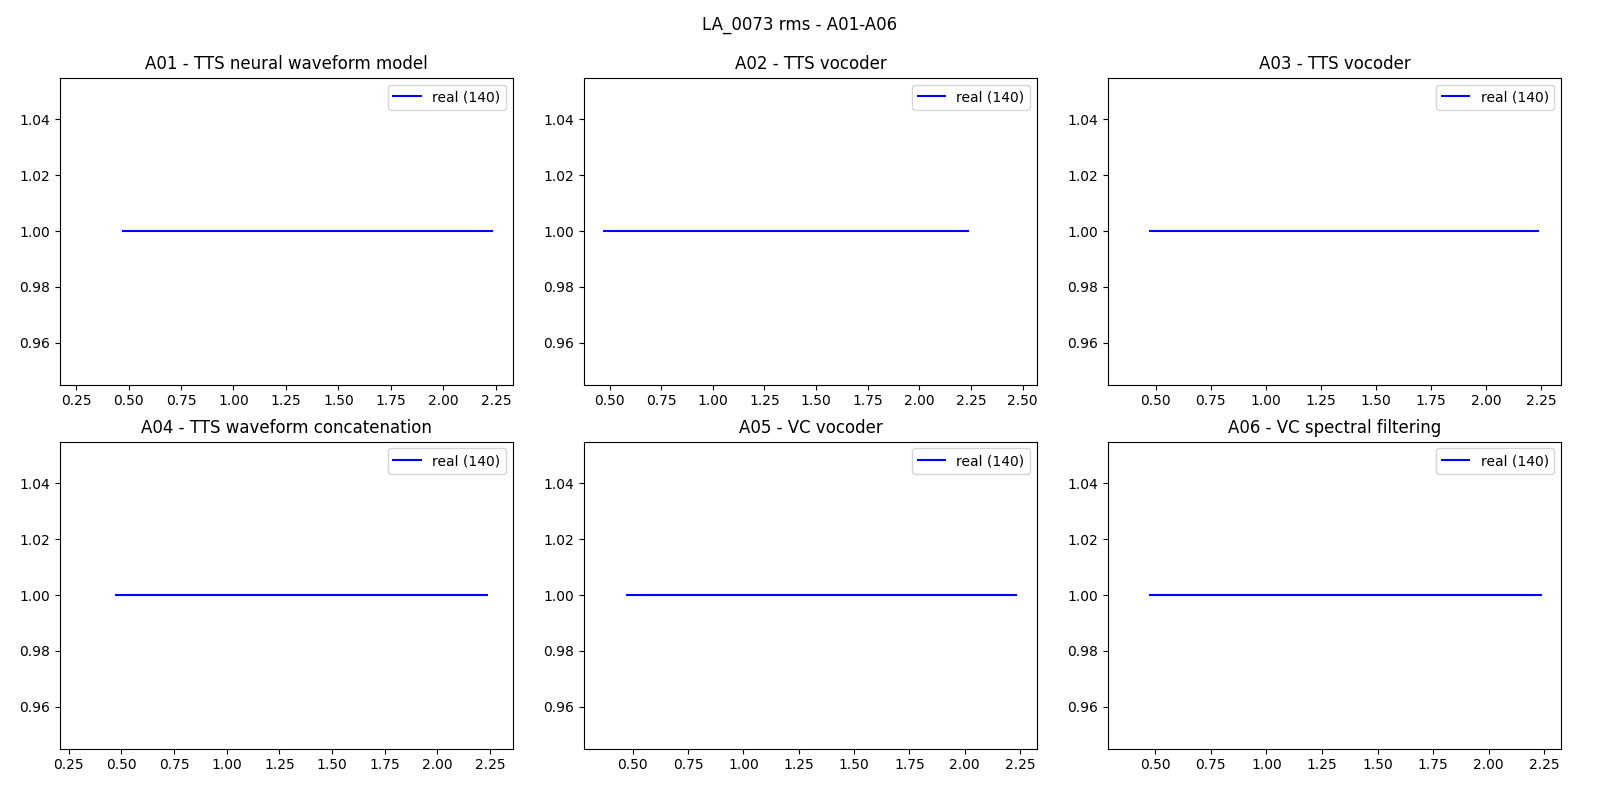 LA_0073 rms - A01-A06
A01 - TTS neural waveform model
real (140)
1.04
1.02
1.00
0.98
0.96
0.25 0.50 0.75 1.00 1.25 1.50 1.75 2.00 2.25
A02 - TTS vocoder
real (140)
1.04
1.02
1.00
0.98
0.96
0.50 0.75 1.00 1.25 1.50 1.75 2.00 2.25 2.50
A03 - TTS vocoder
real (140)
1.04
1.02
1.00
0.98
0.96
0.50 0.75 1.00 1.25 1.50 1.75 2.00 2.25
A04 - TTS waveform concatenation
real (140)
1.04
1.02
1.00
0.98
0.96
0.25 0.50 0.75 1.00 1.25 1.50 1.75 2.00 2.25
A05 - VC vocoder
real (140)
1.04
1.02
1.00
0.98
0.96
0.50 0.75 1.00 1.25 1.50 1.75 2.00 2.25
A06 - VC spectral filtering
real (140)
1.04
1.02
1.00
0.98
0.96
0.50 0.75 1.00 1.25 1.50 1.75 2.00 2.25